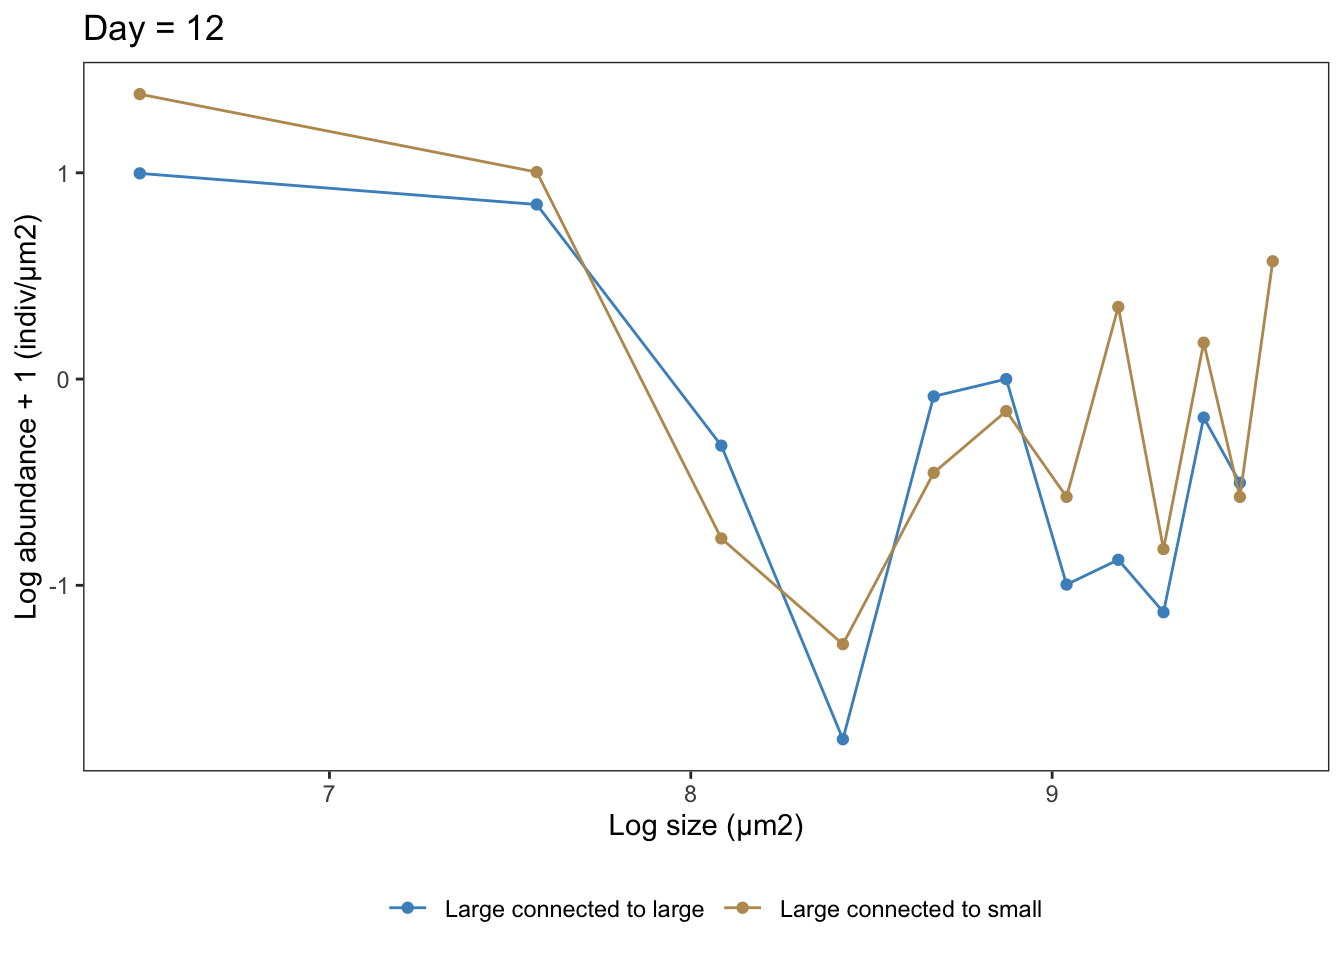 Day = 12
Log abundance + 1 (indiv/µm2)
1
0
-1
7 8 9
Log size (µm2)
Large connected to large Large connected to small